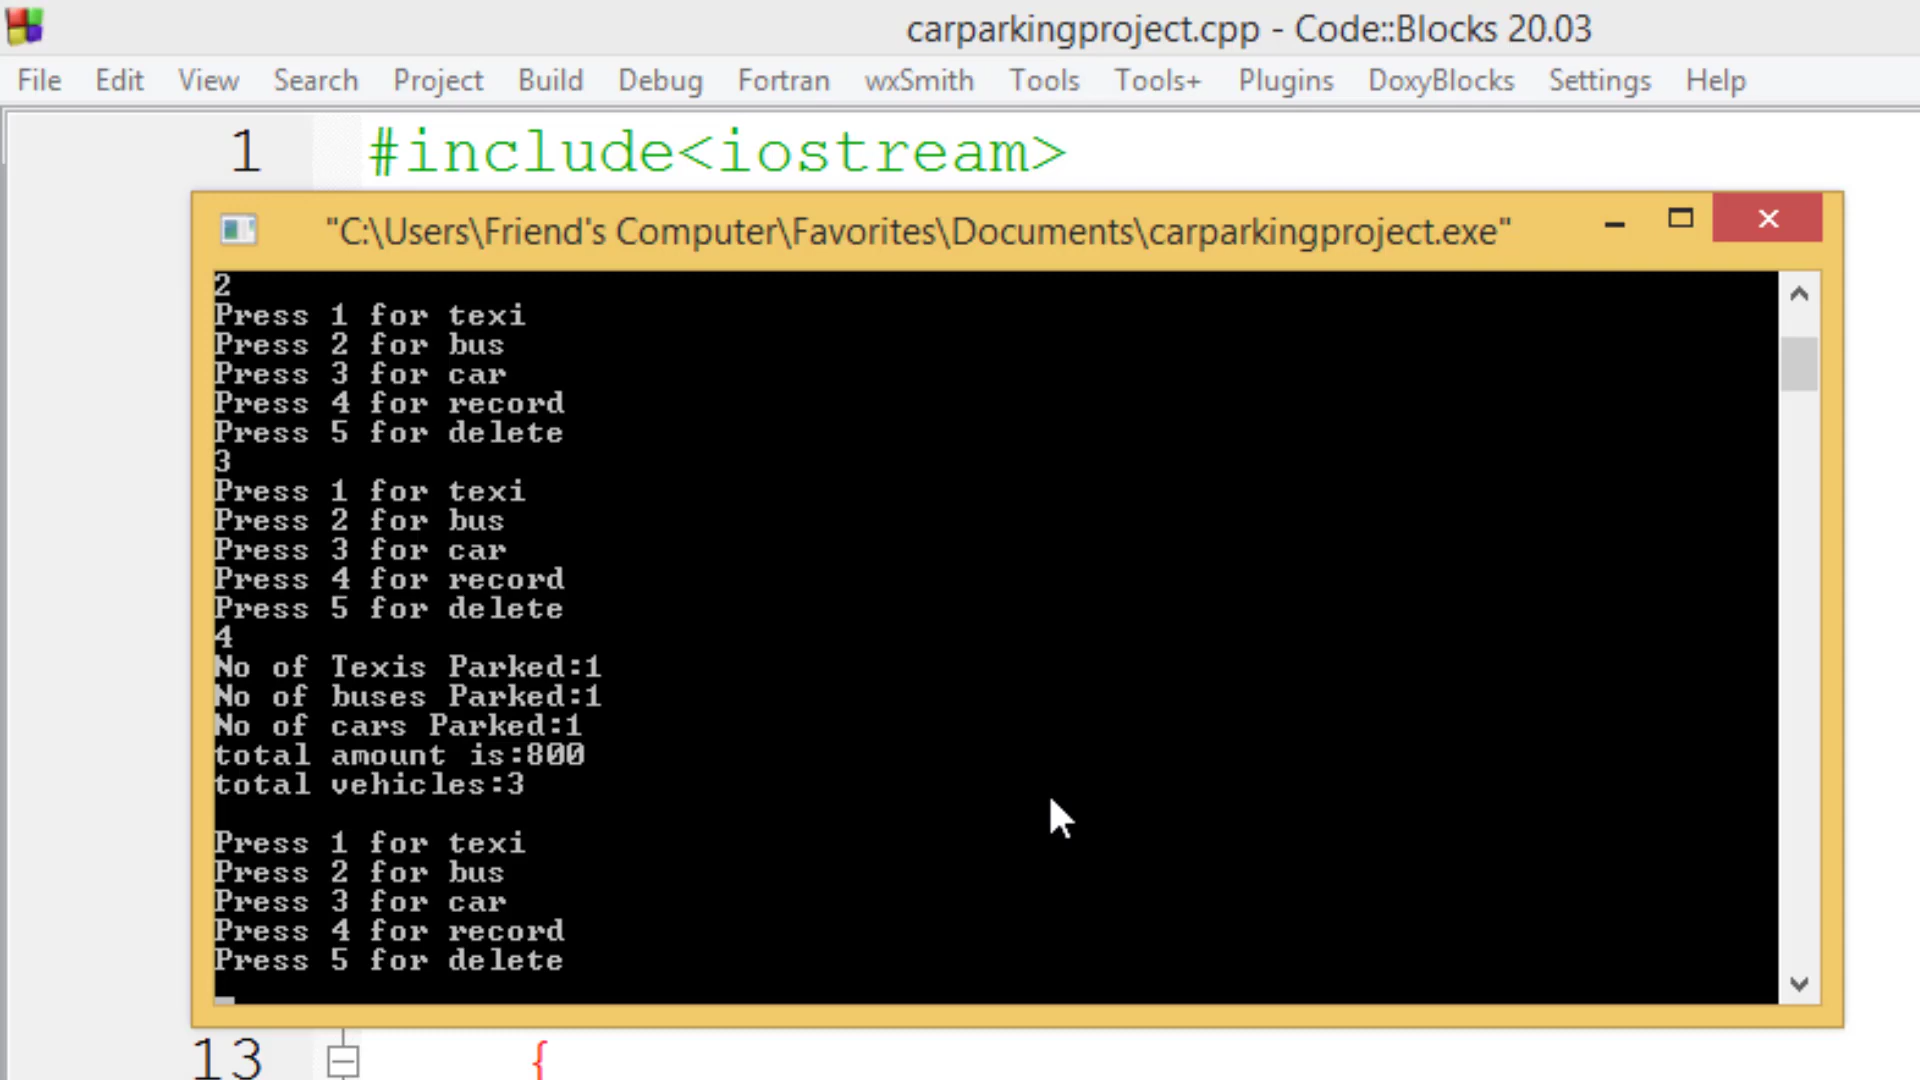 carparkingproject.cpp - Code::Blocks 20.03
File Edit View Search Project Build Debug Fortran wxSmith Tools Tools+ Plugins DoxyBlocks Settings Help
1 #include<iostream>
"C:\Users\Friend's Computer\Favorites\Documents\carparkingproject.exe"
2
Press 1 for texi
Press 2 for bus
Press 3 for car
Press 4 for record
Press 5 for delete
3
Press 1 for texi
Press 2 for bus
Press 3 for car
Press 4 for record
Press 5 for delete
4
No of Texis Parked:1
No of buses Parked:1
No of cars Parked:1
total amount is:800
total vehicles:3
Press 1 for texi
Press 2 for bus
Press 3 for car
Press 4 for record
Press 5 for delete
13 {